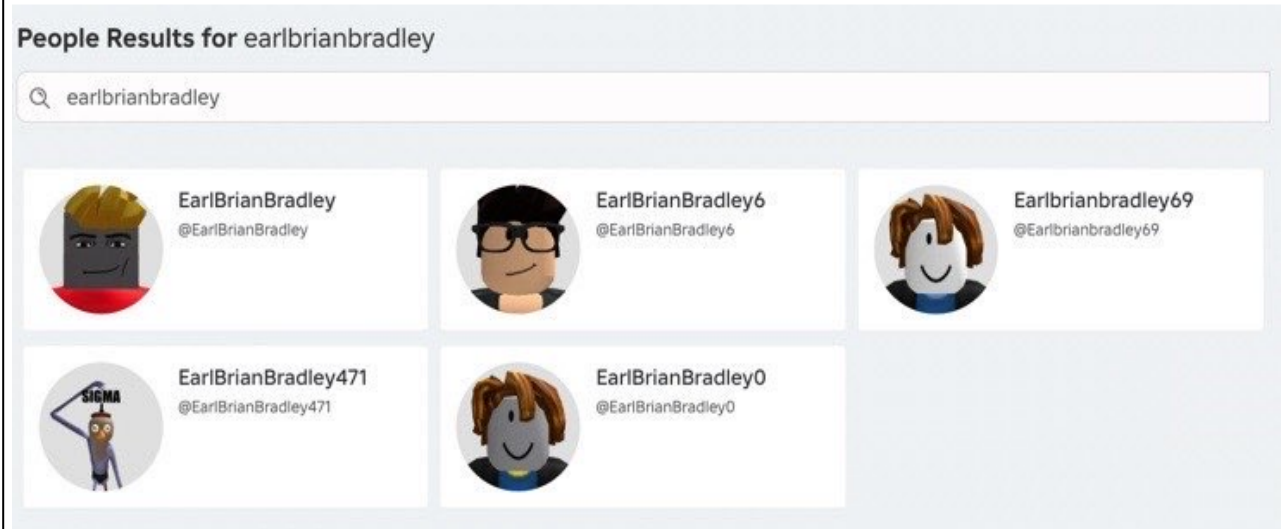 People Results for earlbrianbradley
earlbrianbradley
EarlBrianBradley
@EarlBrianBradley
EarlBrianBradley6
@EarlBrianBradley6
Earlbrianbradley69
@Earlbrianbradley69
SIGMA
EarlBrianBradley471
@EarlBrianBradley471
EarlBrianBradley0
@EarlBrianBradley0